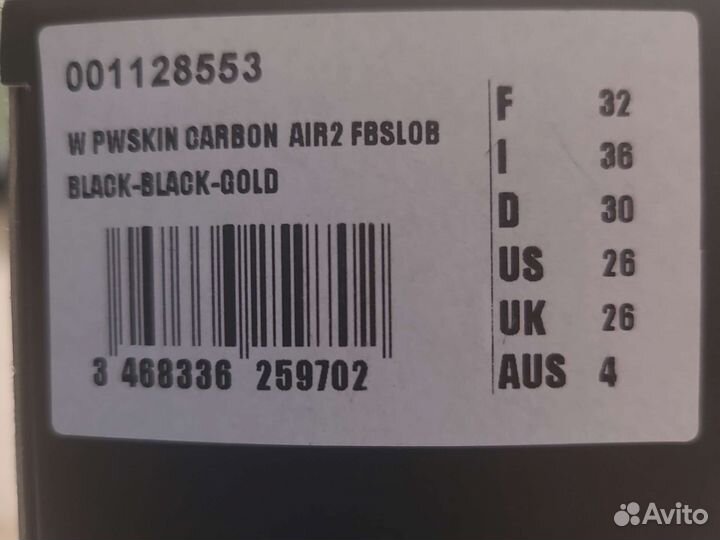 001128553
W PWSKIN CARBON AIR2 FBSLOB
BLACK-BLACK-GOLD
3 468336 259702
F 32
I 36
D 30
US 26
UK 26
AUS 4
Avito